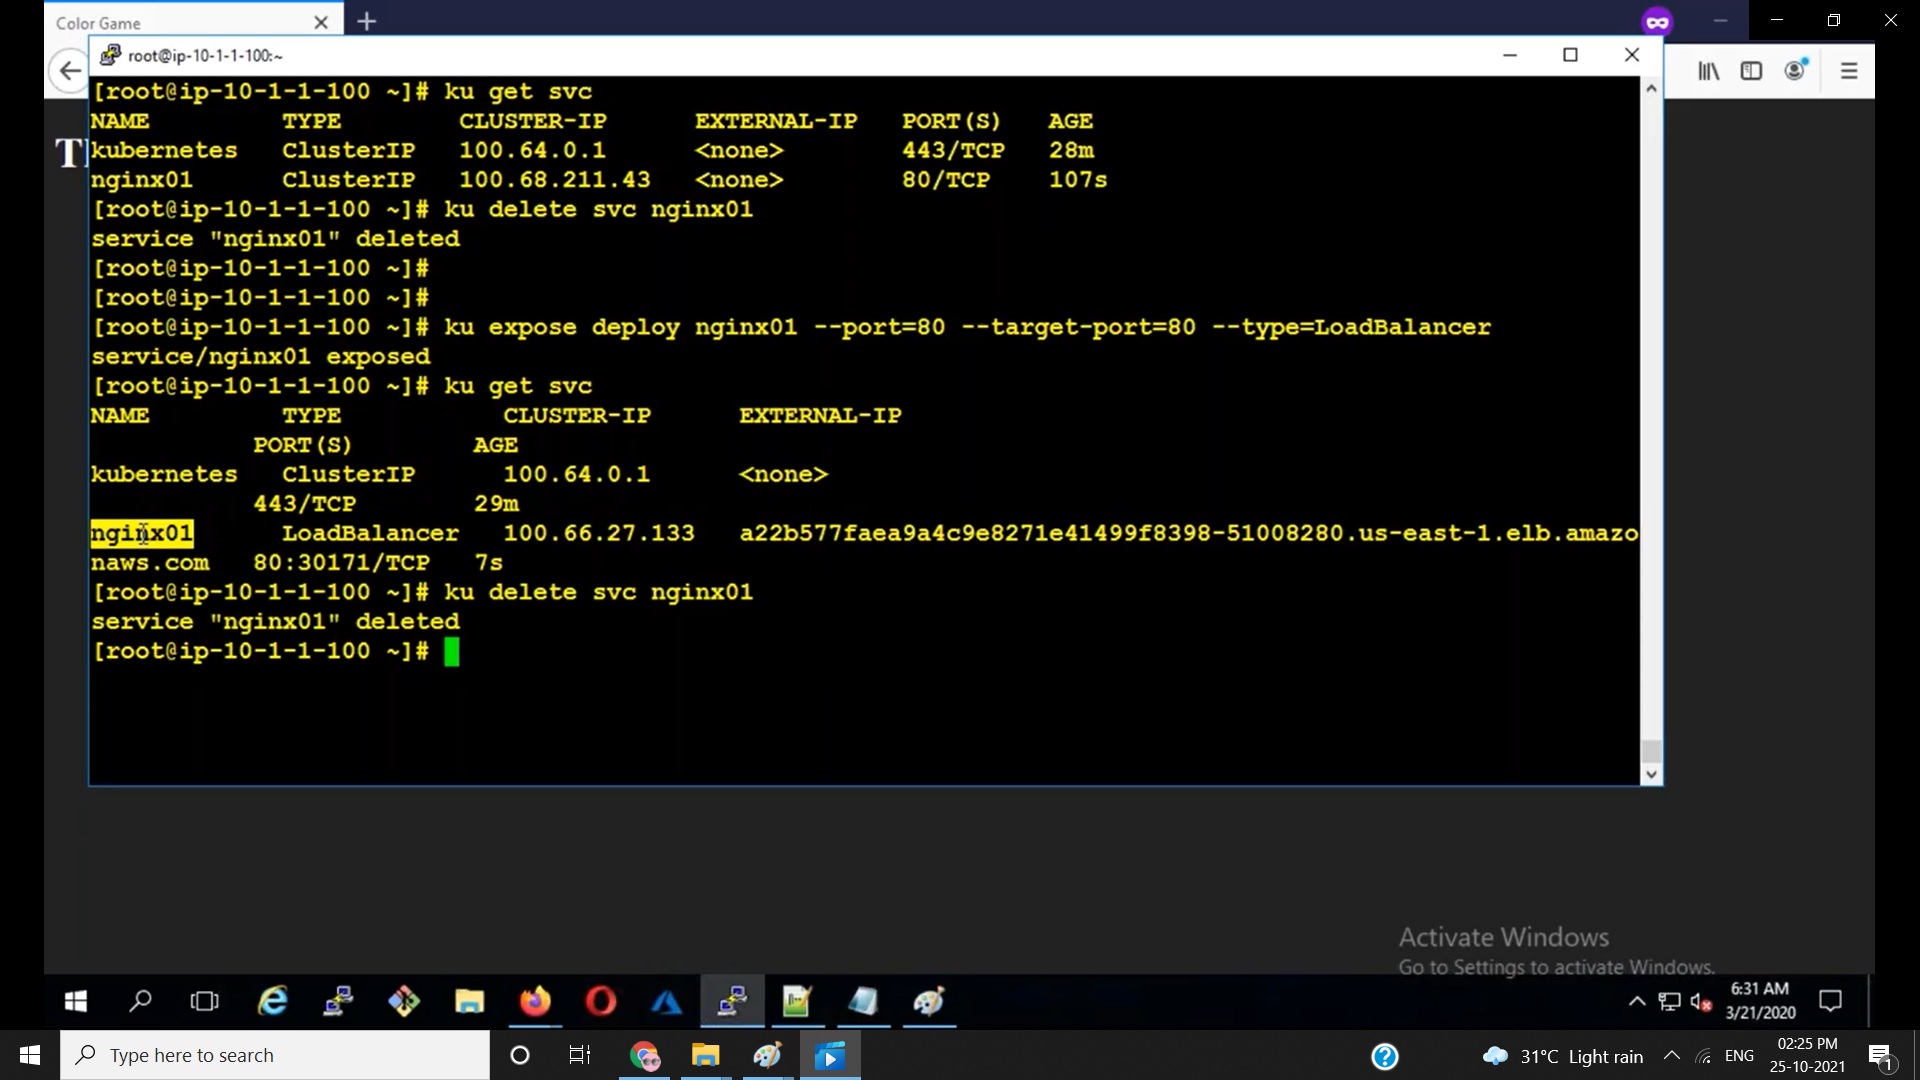 Color Game
root@ip-10-1-1-100:~
[root@ip-10-1-1-100 ~]# ku get svc
NAME TYPE CLUSTER-IP EXTERNAL-IP PORT(S) AGE
kubernetes ClusterIP 100.64.0.1 <none> 443/TCP 28m
nginx01 ClusterIP 100.68.211.43 <none> 80/TCP 107s
[root@ip-10-1-1-100 ~]# ku delete svc nginx01
service "nginx01" deleted
[root@ip-10-1-1-100 ~]#
[root@ip-10-1-1-100 ~]#
[root@ip-10-1-1-100 ~]# ku expose deploy nginx01 --port=80 --target-port=80 --type=LoadBalancer
service/nginx01 exposed
[root@ip-10-1-1-100 ~]# ku get svc
NAME TYPE CLUSTER-IP EXTERNAL-IP
PORT(S) AGE
kubernetes ClusterIP 100.64.0.1 <none>
443/TCP 29m
nginx01 LoadBalancer 100.66.27.133 a22b577faea9a4c9e8271e41499f8398-51008280.us-east-1.elb.amazo
naws.com 80:30171/TCP 7s
[root@ip-10-1-1-100 ~]# ku delete svc nginx01
service "nginx01" deleted
[root@ip-10-1-1-100 ~]#
Activate Windows
Go to Settings to activate Windows.
6:31 AM
3/21/2020
Type here to search
31°C Light rain
ENG
02:25 PM
25-10-2021
1